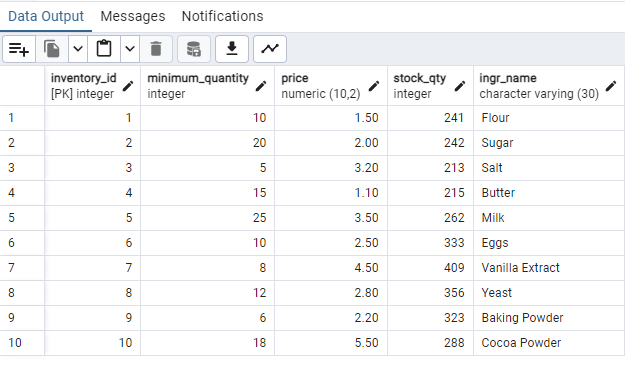 Data Output Messages Notifications
inventory_id minimum_quantity price stock_qty ingr_name
[PK] integer integer numeric (10,2) integer character varying (30)
1 1 10 1.50 241 Flour
2 2 20 2.00 242 Sugar
3 3 5 3.20 213 Salt
4 4 15 1.10 215 Butter
5 5 25 3.50 262 Milk
6 6 10 2.50 333 Eggs
7 7 8 4.50 409 Vanilla Extract
8 8 12 2.80 356 Yeast
9 9 6 2.20 323 Baking Powder
10 10 18 5.50 288 Cocoa Powder